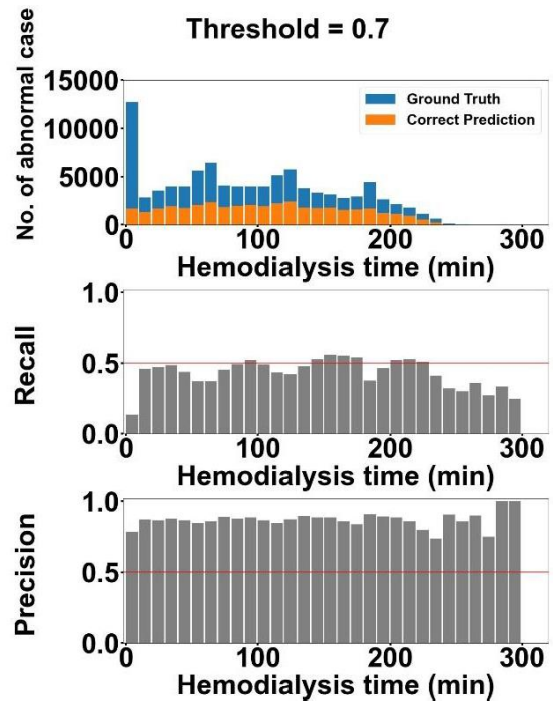 Threshold = 0.7
No. of abnormal case
15000
10000
5000
0
Ground Truth
Correct Prediction
0 100 200 300
Hemodialysis time (min)
Recall
1.0
0.5
0.0
0 100 200 300
Hemodialysis time (min)
Precision
1.0
0.5
0.0
0 100 200 300
Hemodialysis time (min)